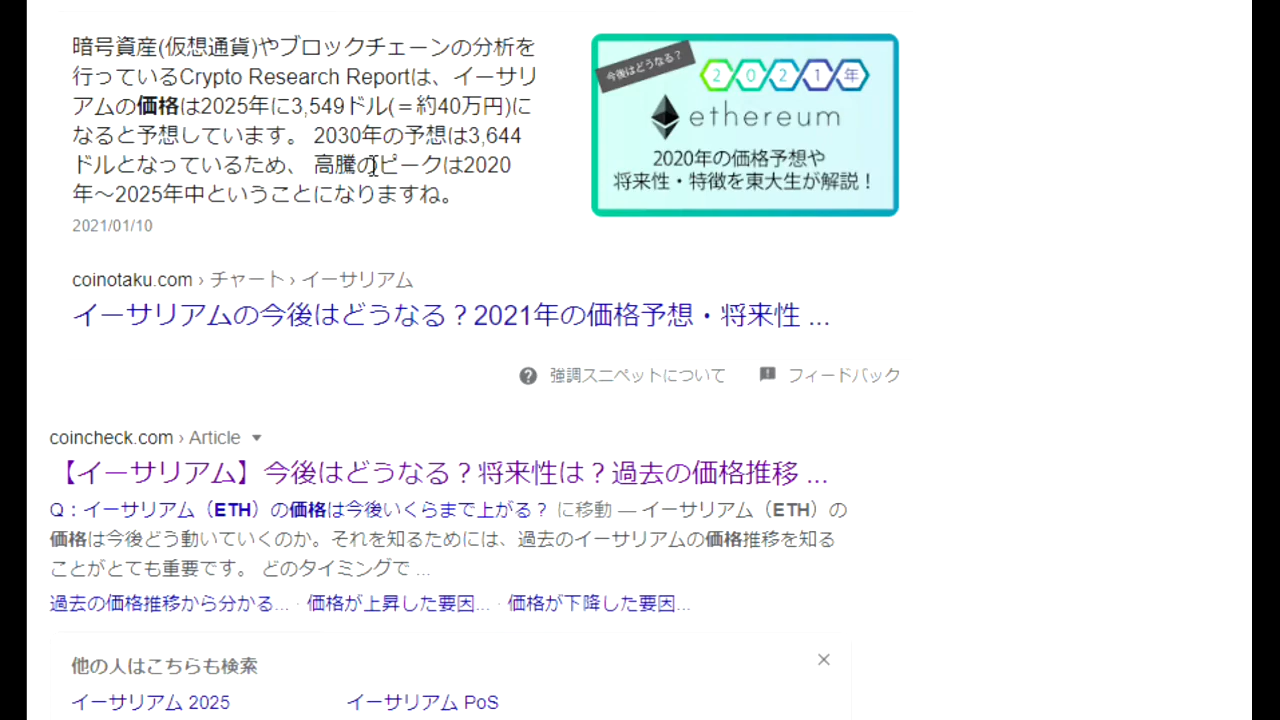 暗号資産(仮想通貨)やブロックチェーンの分析を
行っているCrypto Research Reportは、イーサリ
アムの価格は2025年に3,549ドル(＝約40万円)に
なると予想しています。 2030年の予想は3,644
ドルとなっているため、 高騰のピークは2020
年～2025年中ということになりますね。
2021/01/10
今後はどうなる？
2021年
ethereum
2020年の価格予想や
将来性・特徴を東大生が解説！
coinotaku.com › チャート › イーサリアム
イーサリアムの今後はどうなる？2021年の価格予想・将来性 ...
強調スニペットについて
フィードバック
coincheck.com › Article
【イーサリアム】今後はどうなる？将来性は？過去の価格推移 ...
Q：イーサリアム（ETH）の価格は今後いくらまで上がる？ に移動 — イーサリアム（ETH）の
価格は今後どう動いていくのか。それを知るためには、過去のイーサリアムの価格推移を知る
ことがとても重要です。 どのタイミングで ...
過去の価格推移から分かる... · 価格が上昇した要因... · 価格が下降した要因...
他の人はこちらも検索
イーサリアム 2025
イーサリアム PoS